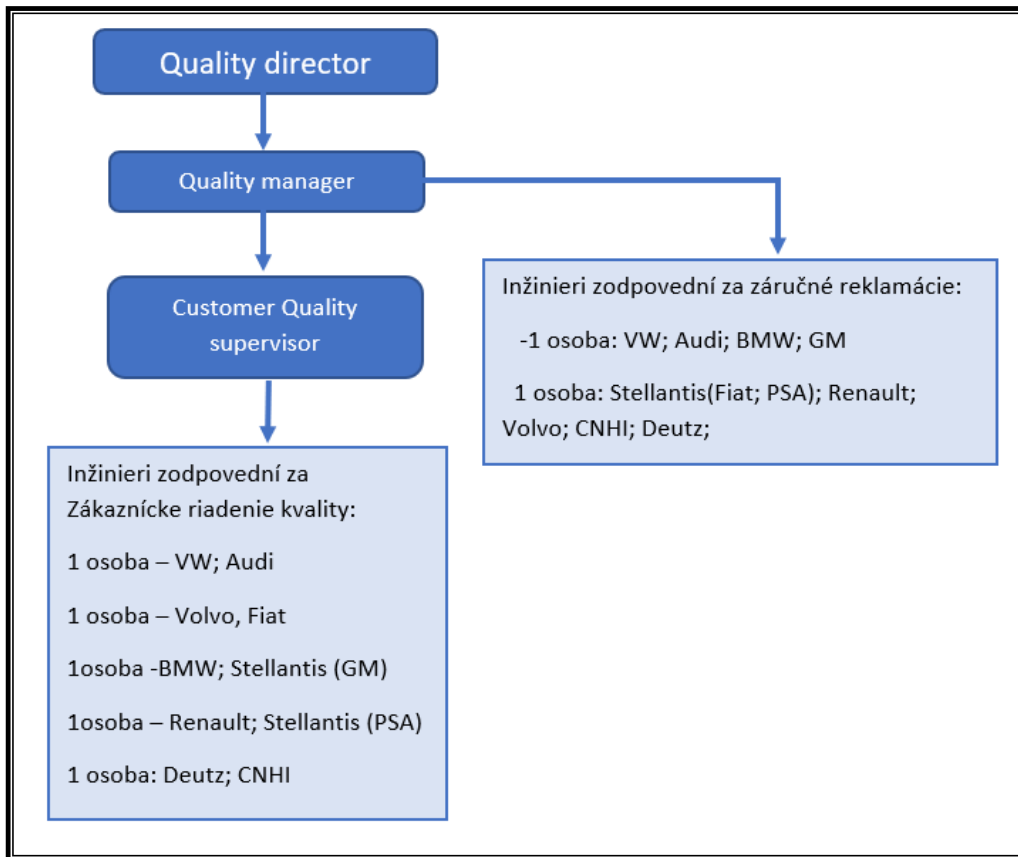 Quality director
Quality manager
Customer Quality
supervisor
Inžinieri zodpovední za záručné reklamácie:
-1 osoba: VW; Audi; BMW; GM
1 osoba: Stellantis(Fiat; PSA); Renault;
Volvo; CNHI; Deutz;
Inžinieri zodpovední za
Zákaznícke riadenie kvality:
1 osoba – VW; Audi
1 osoba – Volvo, Fiat
1osoba -BMW; Stellantis (GM)
1osoba – Renault; Stellantis (PSA)
1 osoba: Deutz; CNHI